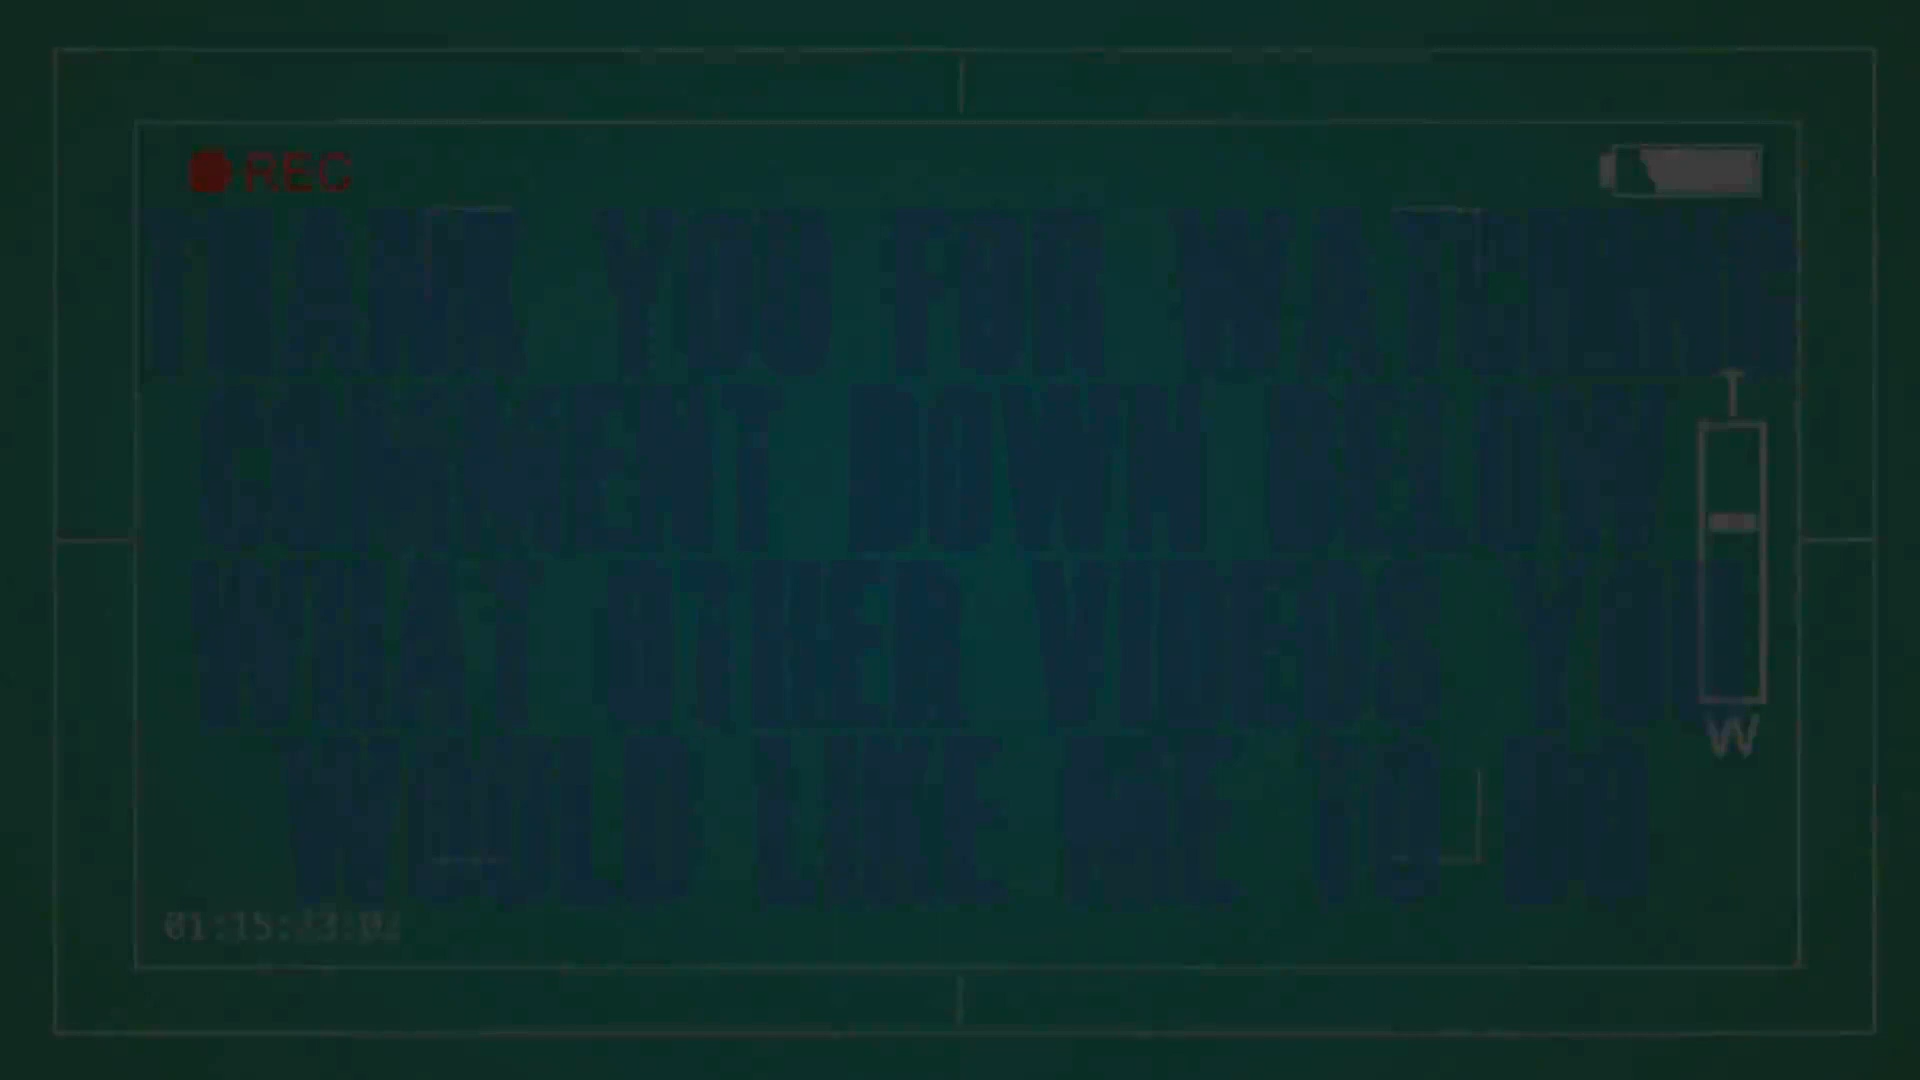 REC
THANK YOU FOR WATCHING
COMMENT DOWN BELOW
T
WHAT OTHER VIDEOS YOU
W
WOULD LIKE ME TO DO